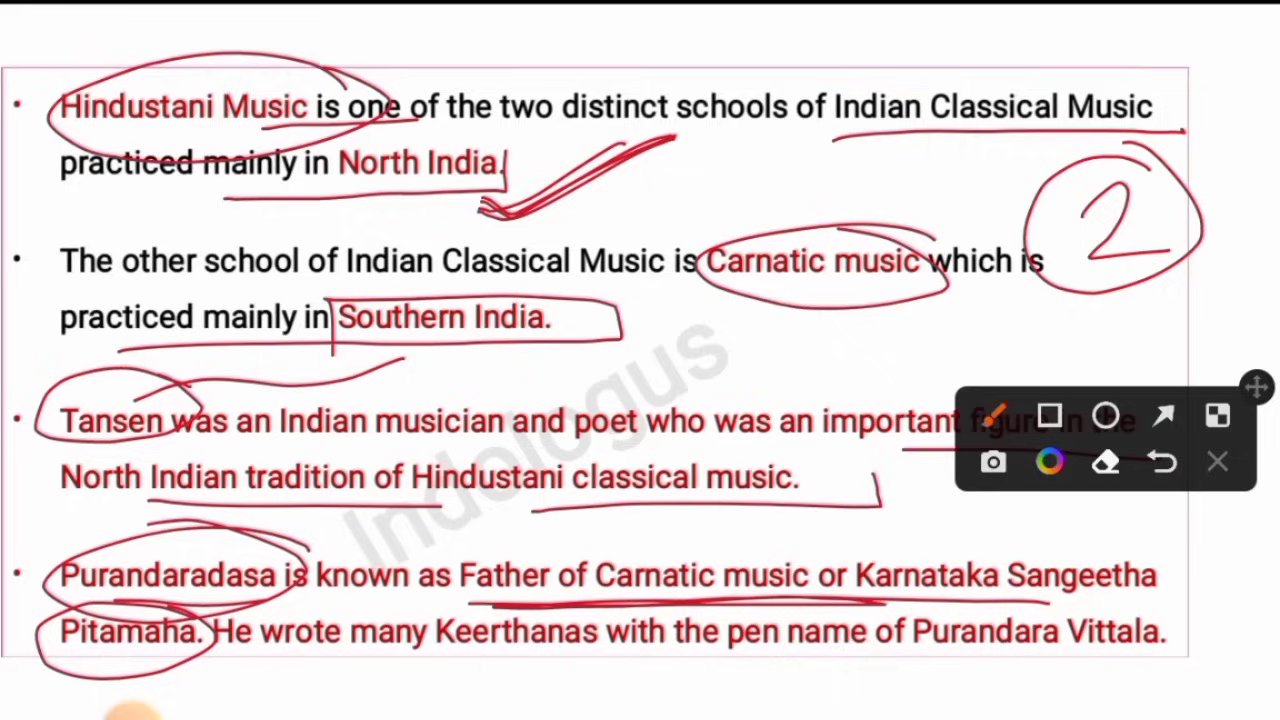 • Hindustani Music is one of the two distinct schools of Indian Classical Music
practiced mainly in North India.
2
• The other school of Indian Classical Music is Carnatic music which is
practiced mainly in Southern India.
• Tansen was an Indian musician and poet who was an important figure in the
North Indian tradition of Hindustani classical music.
Indologus
• Purandaradasa is known as Father of Carnatic music or Karnataka Sangeetha
Pitamaha. He wrote many Keerthanas with the pen name of Purandara Vittala.